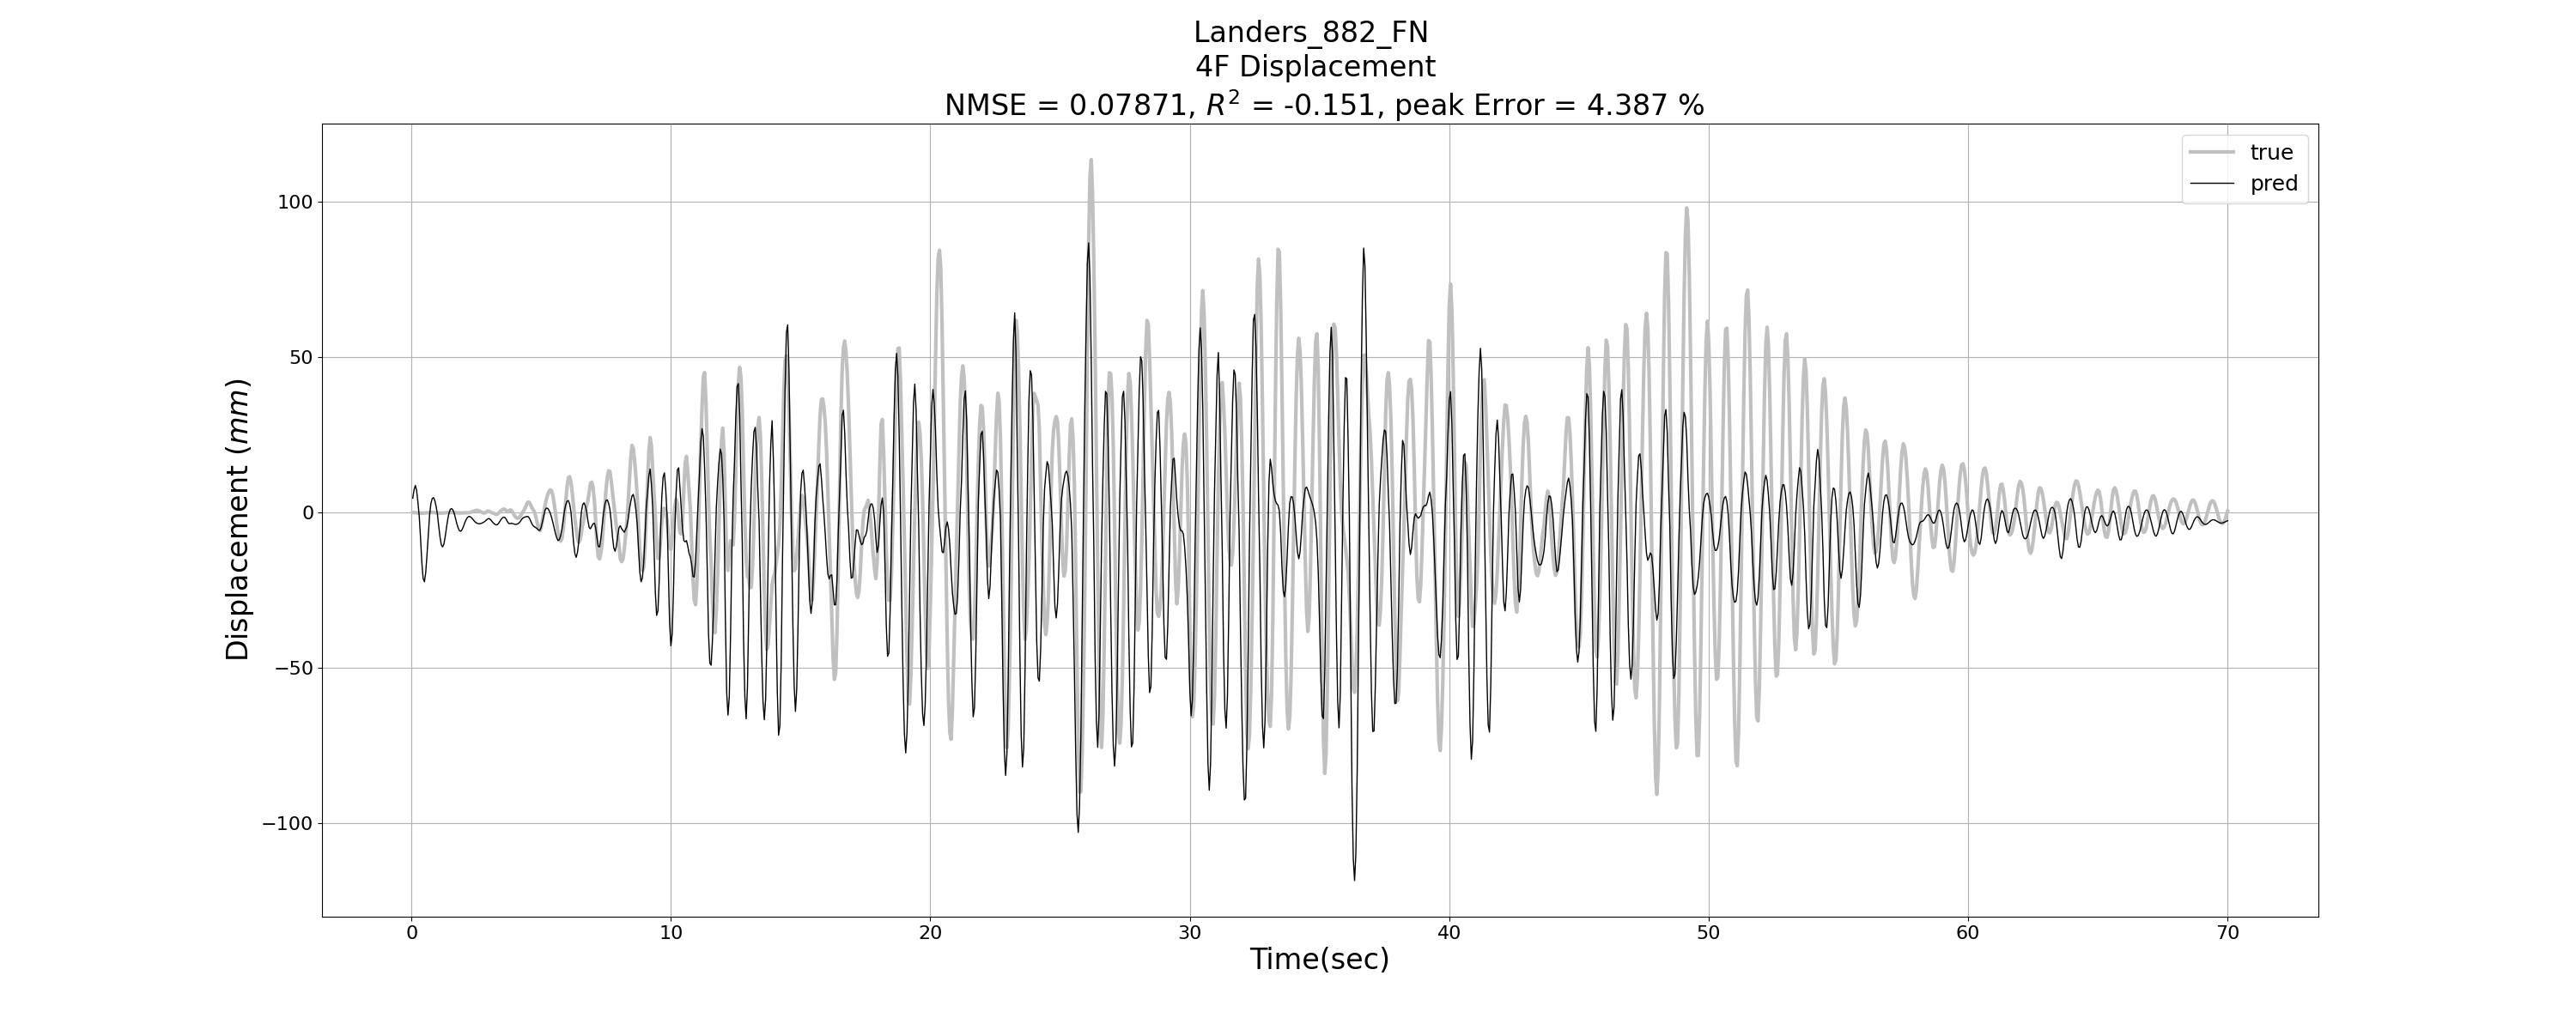 Landers_882_FN
4F Displacement
NMSE = 0.07871, R² = -0.151, peak Error = 4.387 %
true
pred
Displacement (mm)
100
50
0
−50
−100
0 10 20 30 40 50 60 70
Time(sec)